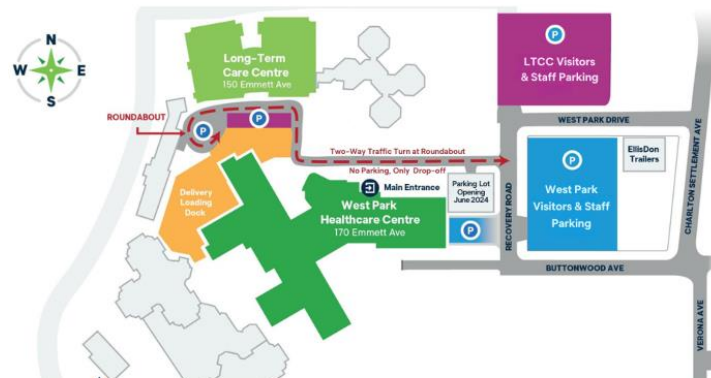 N
W E
S
Long-Term
Care Centre
150 Emmett Ave
P
LTCC Visitors
& Staff Parking
ROUNDABOUT
P
P
WEST PARK DRIVE
Two-Way Traffic Turn at Roundabout
No Parking, Only Drop-off
P
EllisDon
Trailers
Main Entrance
Parking Lot
Opening
June 2024
Delivery
Loading
Dock
West Park
Healthcare Centre
170 Emmett Ave
P
West Park
Visitors & Staff
Parking
RECOVERY ROAD
CHARLTON SETTLEMENT AVE
BUTTONWOOD AVE
VERONA AVE